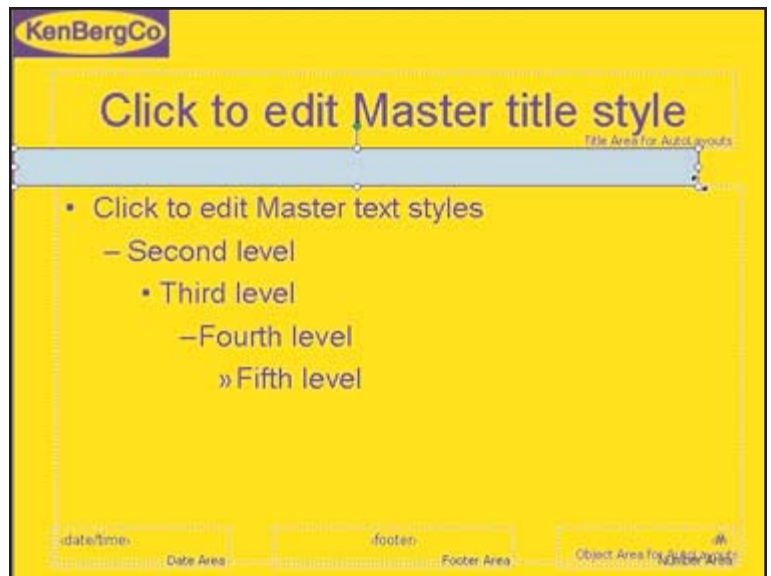 KenBergCo
Click to edit Master title style
Title Area for AutoLayouts
• Click to edit Master text styles
– Second level
• Third level
–Fourth level
»Fifth level
‹date/time›
‹footer›
‹#›
Date Area
Footer Area
Object Area for AutoLayouts
Number Area